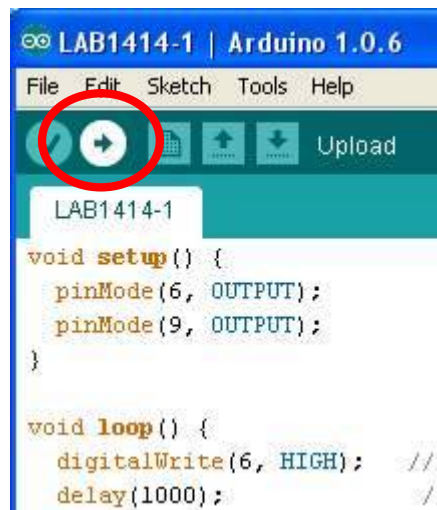 LAB1414-1 | Arduino 1.0.6
File Edit Sketch Tools Help
Upload
LAB1414-1
void setup() {
  pinMode(6, OUTPUT);
  pinMode(9, OUTPUT);
}
void loop() {
  digitalWrite(6, HIGH); //
  delay(1000); /